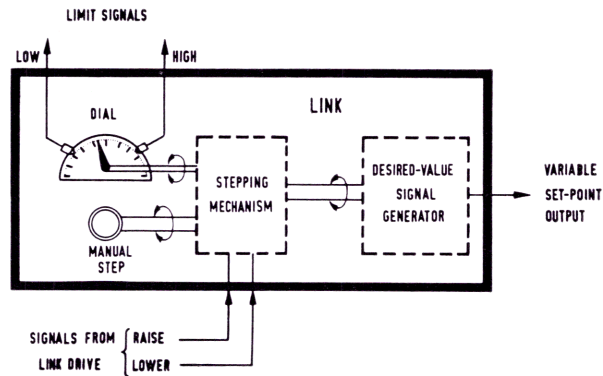 LIMIT SIGNALS
LOW
HIGH
DIAL
LINK
STEPPING
MECHANISM
DESIRED-VALUE
SIGNAL
GENERATOR
VARIABLE
SET-POINT
OUTPUT
MANUAL
STEP
SIGNALS FROM
LINK DRIVE
RAISE
LOWER